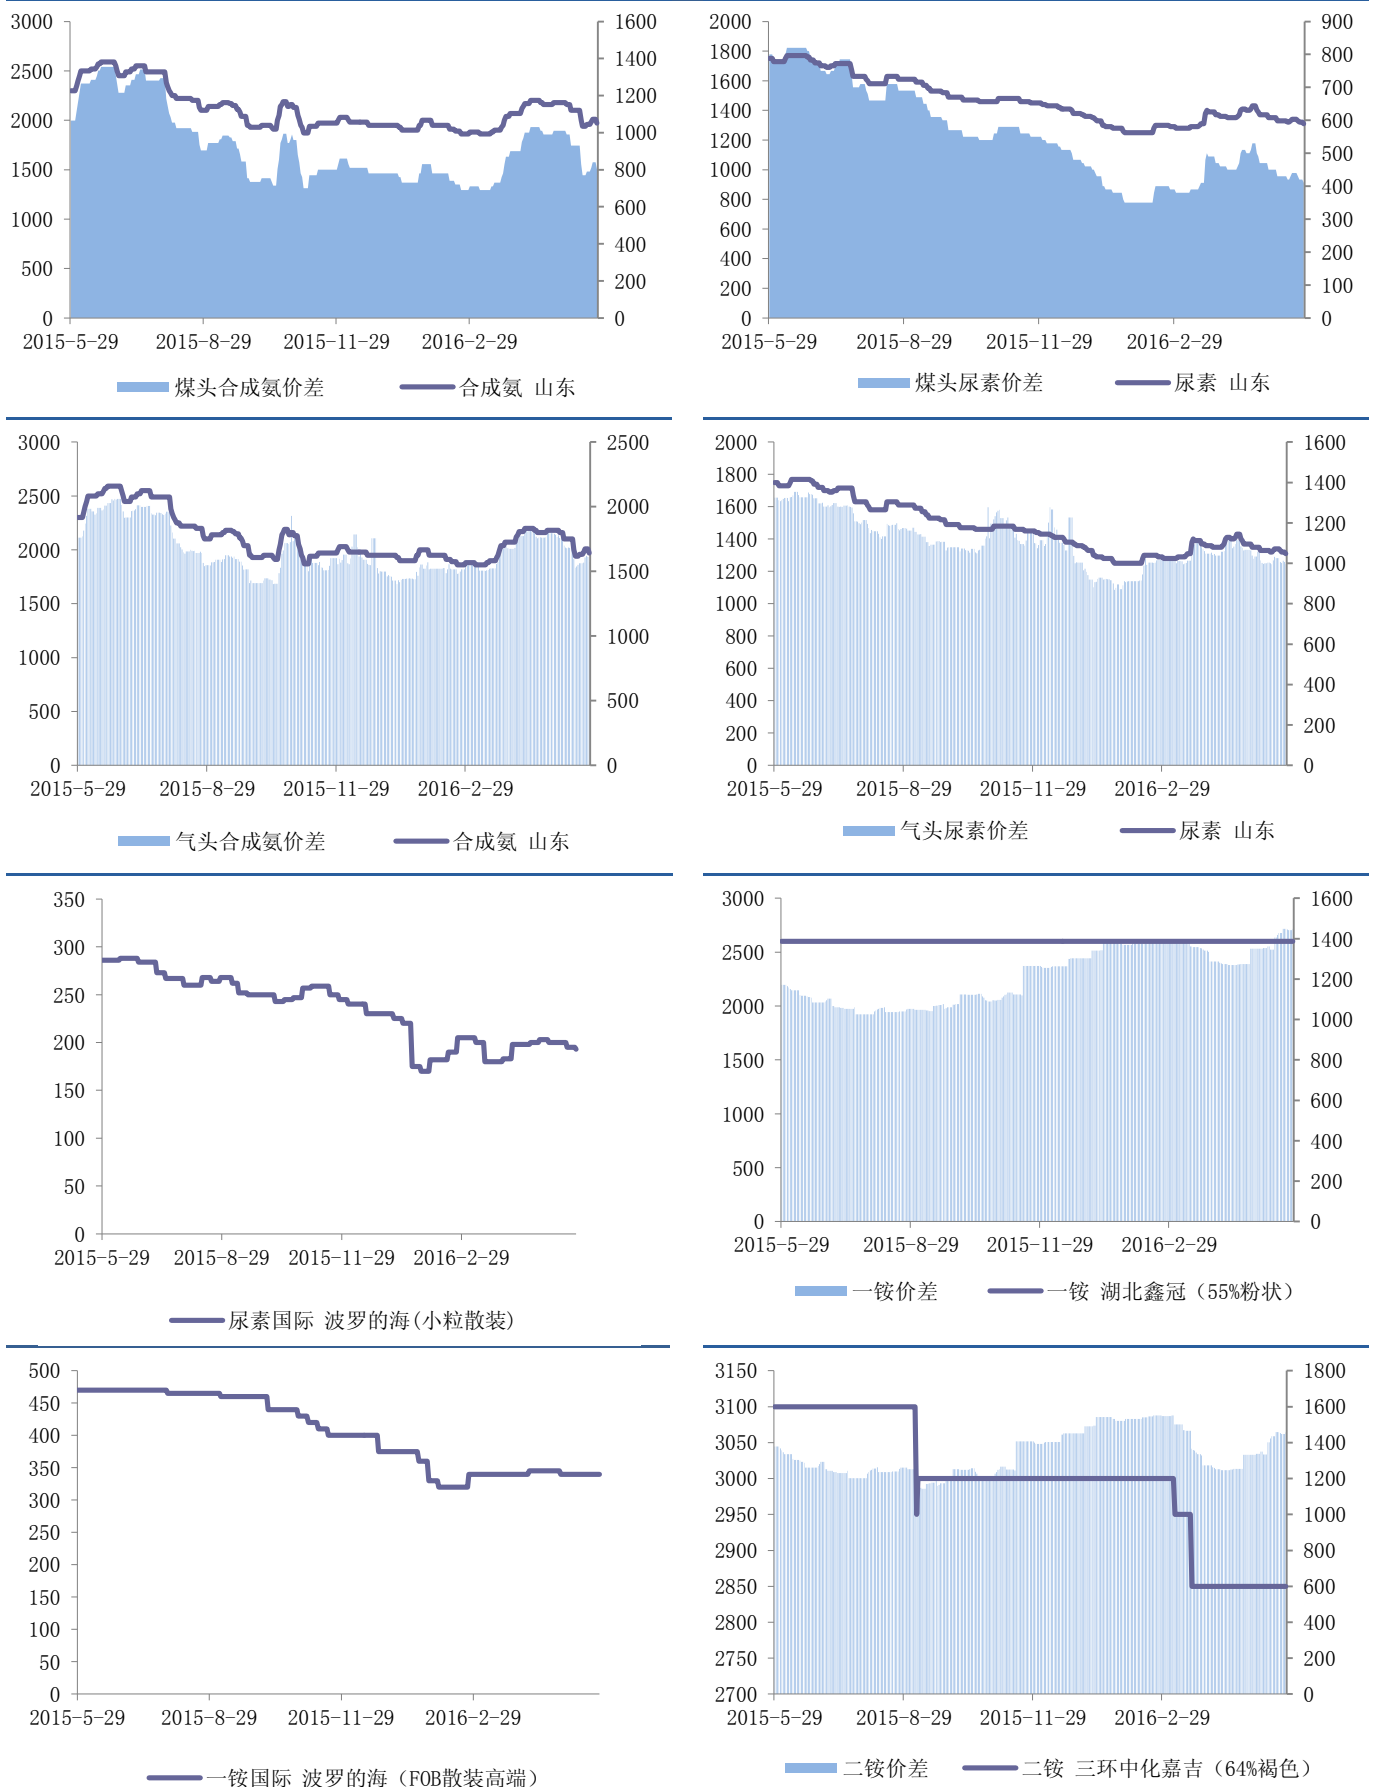 3000 2500 2000 1500 1000 500 0
1600 1400 1200 1000 800 600 400 200 0
2015-5-29 2015-8-29 2015-11-29 2016-2-29
煤头合成氨价差 合成氨 山东
2000 1800 1600 1400 1200 1000 800 600 400 200 0
900 800 700 600 500 400 300 200 100 0
2015-5-29 2015-8-29 2015-11-29 2016-2-29
煤头尿素价差 尿素 山东
3000 2500 2000 1500 1000 500 0
2500 2000 1500 1000 500 0
2015-5-29 2015-8-29 2015-11-29 2016-2-29
气头合成氨价差 合成氨 山东
2000 1800 1600 1400 1200 1000 800 600 400 200 0
1600 1400 1200 1000 800 600 400 200 0
2015-5-29 2015-8-29 2015-11-29 2016-2-29
气头尿素价差 尿素 山东
350 300 250 200 150 100 50 0
2015-5-29 2015-8-29 2015-11-29 2016-2-29
尿素国际 波罗的海(小粒散装)
3000 2500 2000 1500 1000 500 0
1600 1400 1200 1000 800 600 400 200 0
2015-5-29 2015-8-29 2015-11-29 2016-2-29
一铵价差 一铵 湖北鑫冠（55%粉状）
500 450 400 350 300 250 200 150 100 50 0
2015-5-29 2015-8-29 2015-11-29 2016-2-29
一铵国际 波罗的海（FOB散装高端）
3150 3100 3050 3000 2950 2900 2850 2800 2750 2700
1800 1600 1400 1200 1000 800 600 400 200 0
2015-5-29 2015-8-29 2015-11-29 2016-2-29
二铵价差 二铵 三环中化嘉吉（64%褐色）